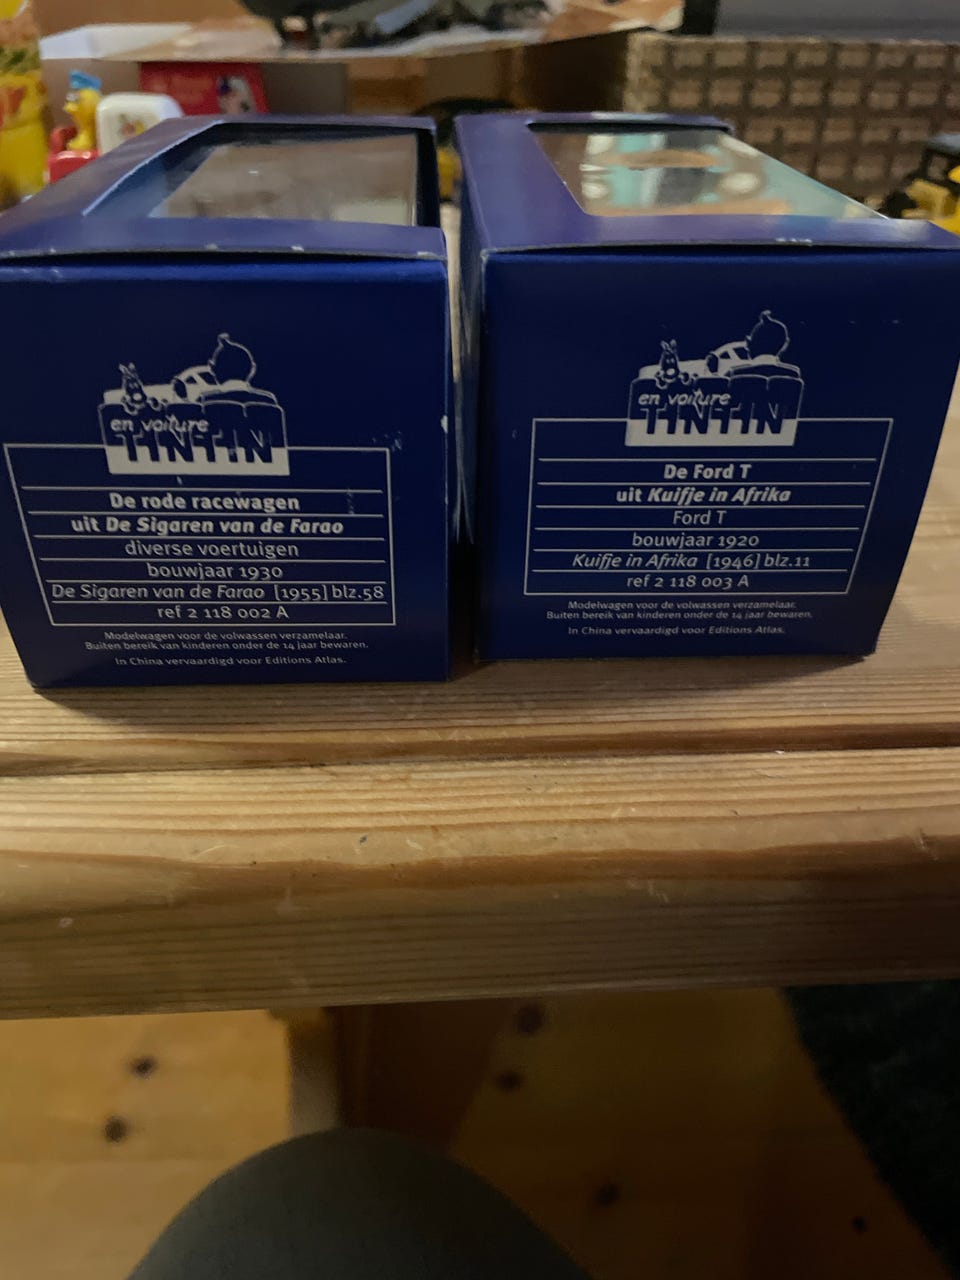 en voiture
TINTIN
De rode racewagen
uit De Sigaren van de Farao
diverse voertuigen
bouwjaar 1930
De Sigaren van de Farao [1955] blz.58
ref 2 118 002 A
Modelwagen voor de volwassen verzamelaar.
Buiten bereik van kinderen onder de 14 jaar bewaren.
In China vervaardigd voor Editions Atlas.
en voiture
TINTIN
De Ford T
uit Kuifje in Afrika
Ford T
bouwjaar 1920
Kuifje in Afrika [1946] blz.11
ref 2 118 003 A
Modelwagen voor de volwassen verzamelaar.
Buiten bereik van kinderen onder de 14 jaar bewaren.
In China vervaardigd voor Editions Atlas.